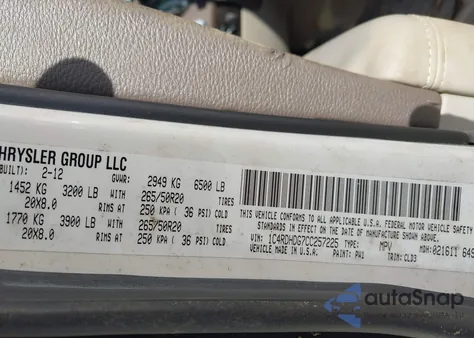 HRYSLER GROUP LLC
BUILT): 2-12 GVWR: 2949 KG 6500 LB
1452 KG 3200 LB WITH 265/50R20 TIRES
20X8.0 RIMS AT 250 KPA ( 36 PSI) COLD
1770 KG 3900 LB WITH 265/50R20 TIRES
20X8.0 RIMS AT 250 KPA ( 36 PSI) COLD
THIS VEHICLE CONFORMS TO ALL APPLICABLE U.S.A. FEDERAL MOTOR VEHICLE SAFETY
STANDARDS IN EFFECT ON THE DATE OF MANUFACTURE SHOWN ABOVE.
VIN: 1C4RDHDG7CC257225 TYPE: MPV MDH: 021611
VEHICLE MADE IN U.S.A. PAINT: PW1 TRIM: CLD3
autoSnap